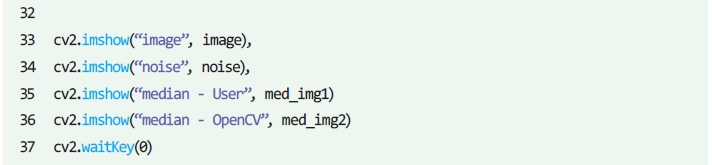 32
33 cv2.imshow(“image”, image),
34 cv2.imshow(“noise”, noise),
35 cv2.imshow(“median - User”, med_img1)
36 cv2.imshow(“median - OpenCV”, med_img2)
37 cv2.waitKey(0)